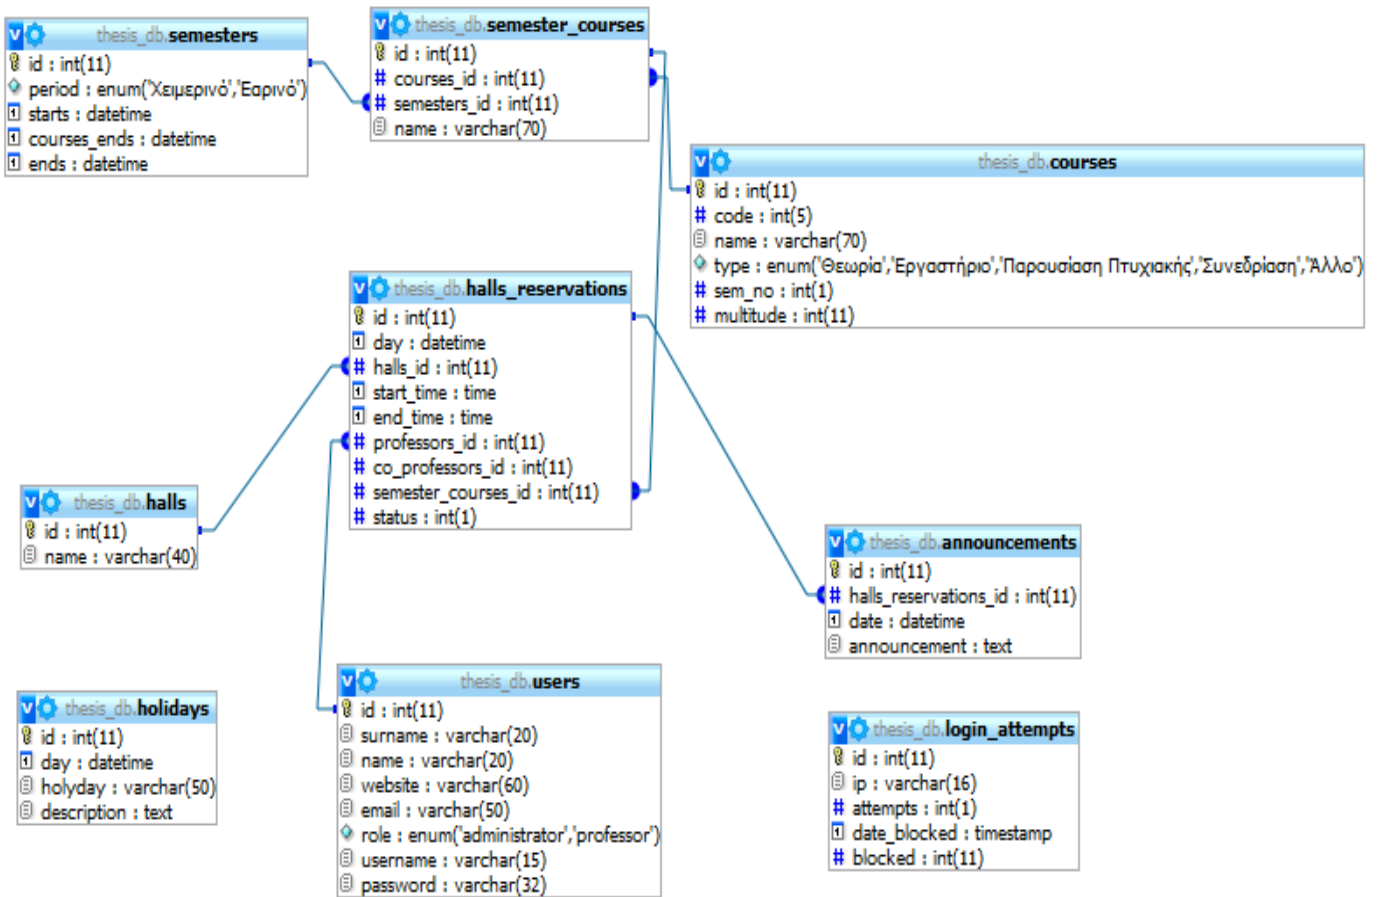 thesis_db.semesters
id : int(11)
period : enum('Χειμερινό','Εαρινό')
starts : datetime
courses_ends : datetime
ends : datetime
thesis_db.semester_courses
id : int(11)
courses_id : int(11)
semesters_id : int(11)
name : varchar(70)
thesis_db.courses
id : int(11)
code : int(5)
name : varchar(70)
type : enum('Θεωρία','Εργαστήριο','Παρουσίαση Πτυχιακής','Συνεδρίαση','Άλλο')
sem_no : int(1)
multitude : int(11)
thesis_db.halls_reservations
id : int(11)
day : datetime
halls_id : int(11)
start_time : time
end_time : time
professors_id : int(11)
co_professors_id : int(11)
semester_courses_id : int(11)
status : int(1)
thesis_db.halls
id : int(11)
name : varchar(40)
thesis_db.announcements
id : int(11)
halls_reservations_id : int(11)
date : datetime
announcement : text
thesis_db.holidays
id : int(11)
day : datetime
holyday : varchar(50)
description : text
thesis_db.users
id : int(11)
surname : varchar(20)
name : varchar(20)
website : varchar(60)
email : varchar(50)
role : enum('administrator','professor')
username : varchar(15)
password : varchar(32)
thesis_db.login_attempts
id : int(11)
ip : varchar(16)
attempts : int(1)
date_blocked : timestamp
blocked : int(11)